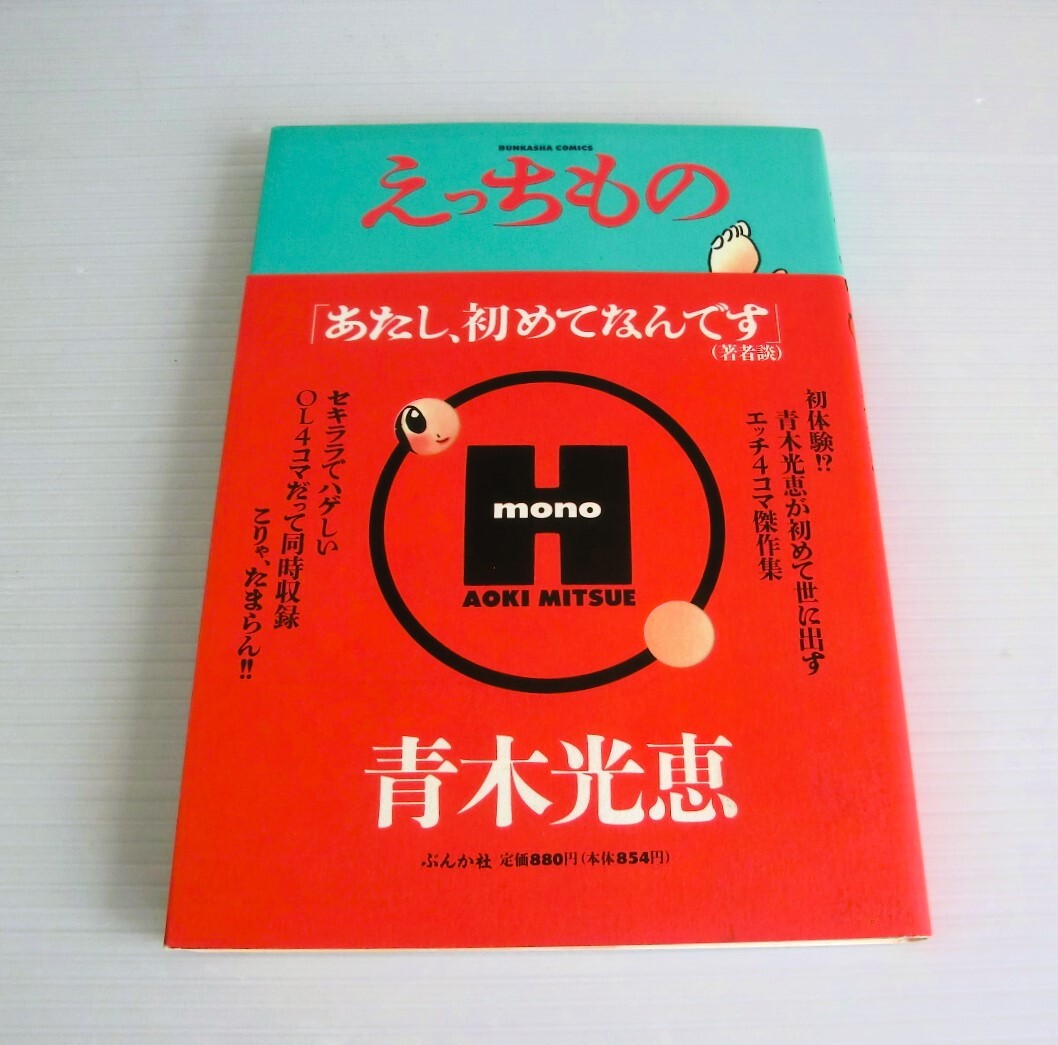 BUNKASHA COMICS
えっちもの
「あたし、初めてなんです」
(著者談)
初体験!?
青木光恵が初めて世に出す
エッチ4コマ傑作集
H
mono
AOKI MITSUE
セキララでハゲしい
OL4コマだって同時収録
こりゃ、たまらん!!
青木光恵
ぶんか社 定価880円(本体854円)